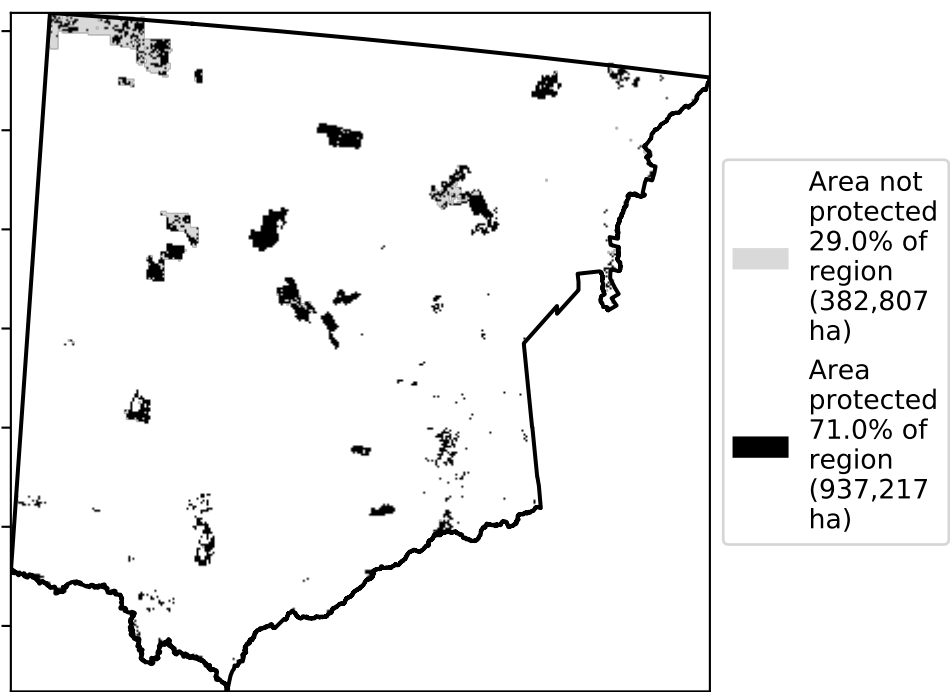 Area not
protected
29.0% of
region
(382,807
ha)
Area
protected
71.0% of
region
(937,217
ha)